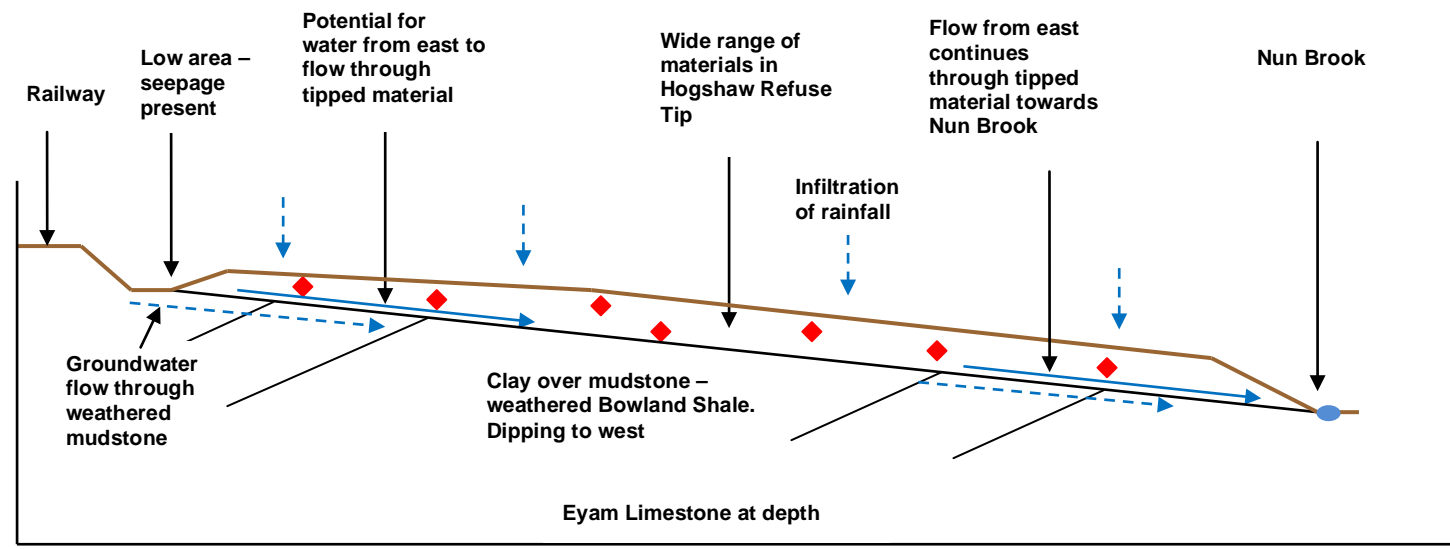 Railway
Low area –
seepage
present
Potential for
water from east to
flow through
tipped material
Wide range of
materials in
Hogshaw Refuse
Tip
Infiltration
of rainfall
Flow from east
continues
through tipped
material towards
Nun Brook
Nun Brook
Groundwater
flow through
weathered
mudstone
Clay over mudstone –
weathered Bowland Shale.
Dipping to west
Eyam Limestone at depth